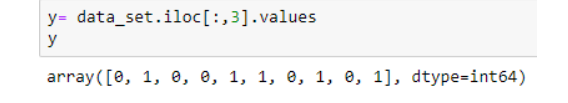 y= data_set.iloc[:,3].values
y
array([0, 1, 0, 0, 1, 1, 0, 1, 0, 1], dtype=int64)